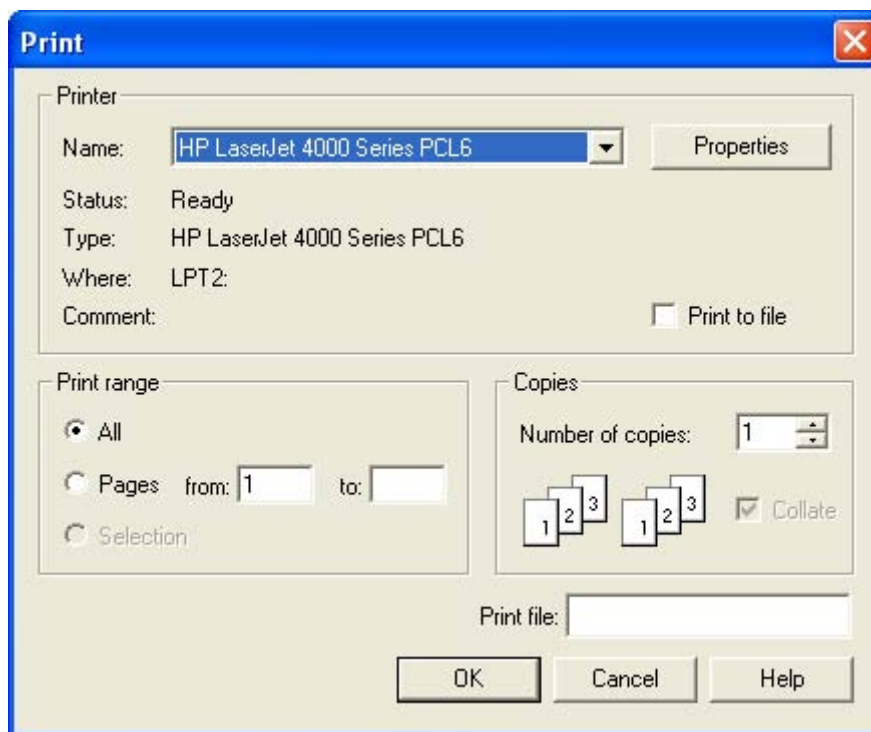 Print
Printer
Name: HP LaserJet 4000 Series PCL6 Properties
Status: Ready
Type: HP LaserJet 4000 Series PCL6
Where: LPT2:
Comment: Print to file
Print range
All
Pages from: 1 to:
Selection
Copies
Number of copies: 1
1 2 3 1 2 3 Collate
Print file:
OK Cancel Help